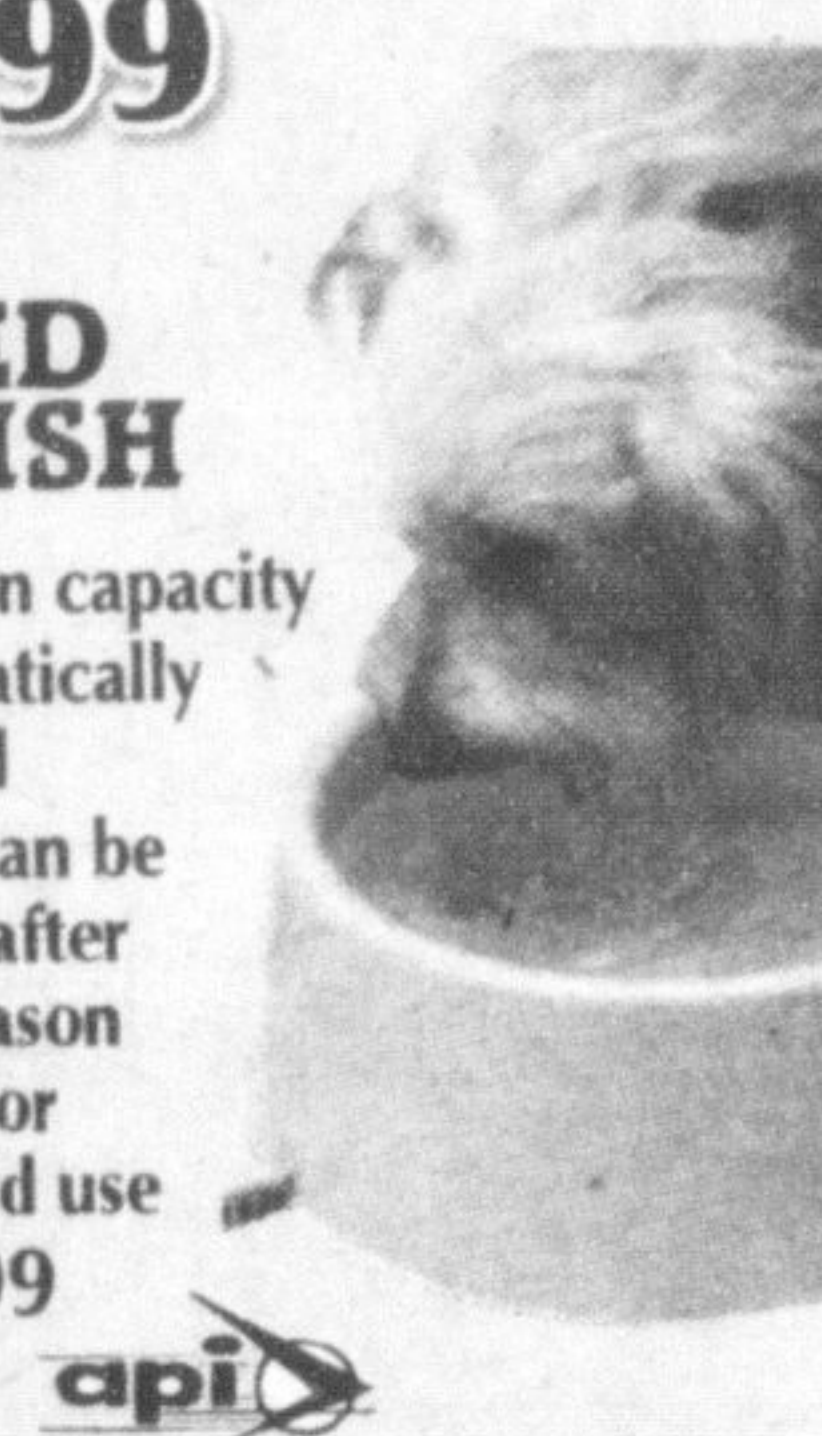 99
ED
ISH
n capacity
atically
an be
after
ason
or
d use
99
api